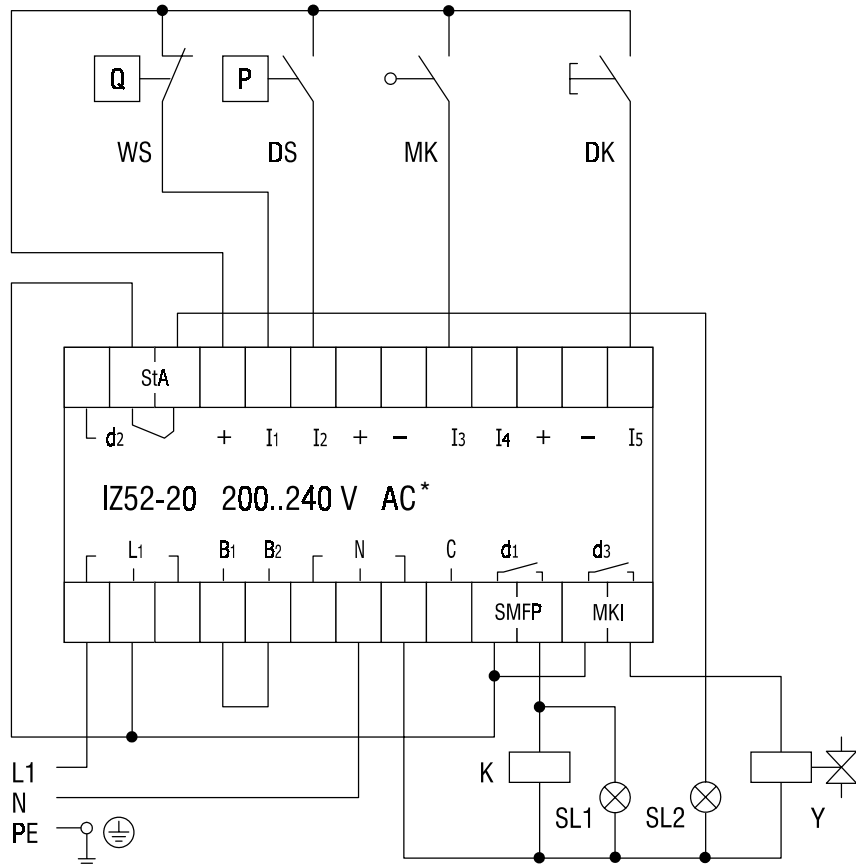 Q P
WS DS MK DK
StA
d2 + I1 I2 + – I3 I4 + – I5
IZ52-20 200..240 V AC*
L1 B1 B2 N C d1 d3
SMFP MKI
L1
N
PE
K SL1 SL2 Y